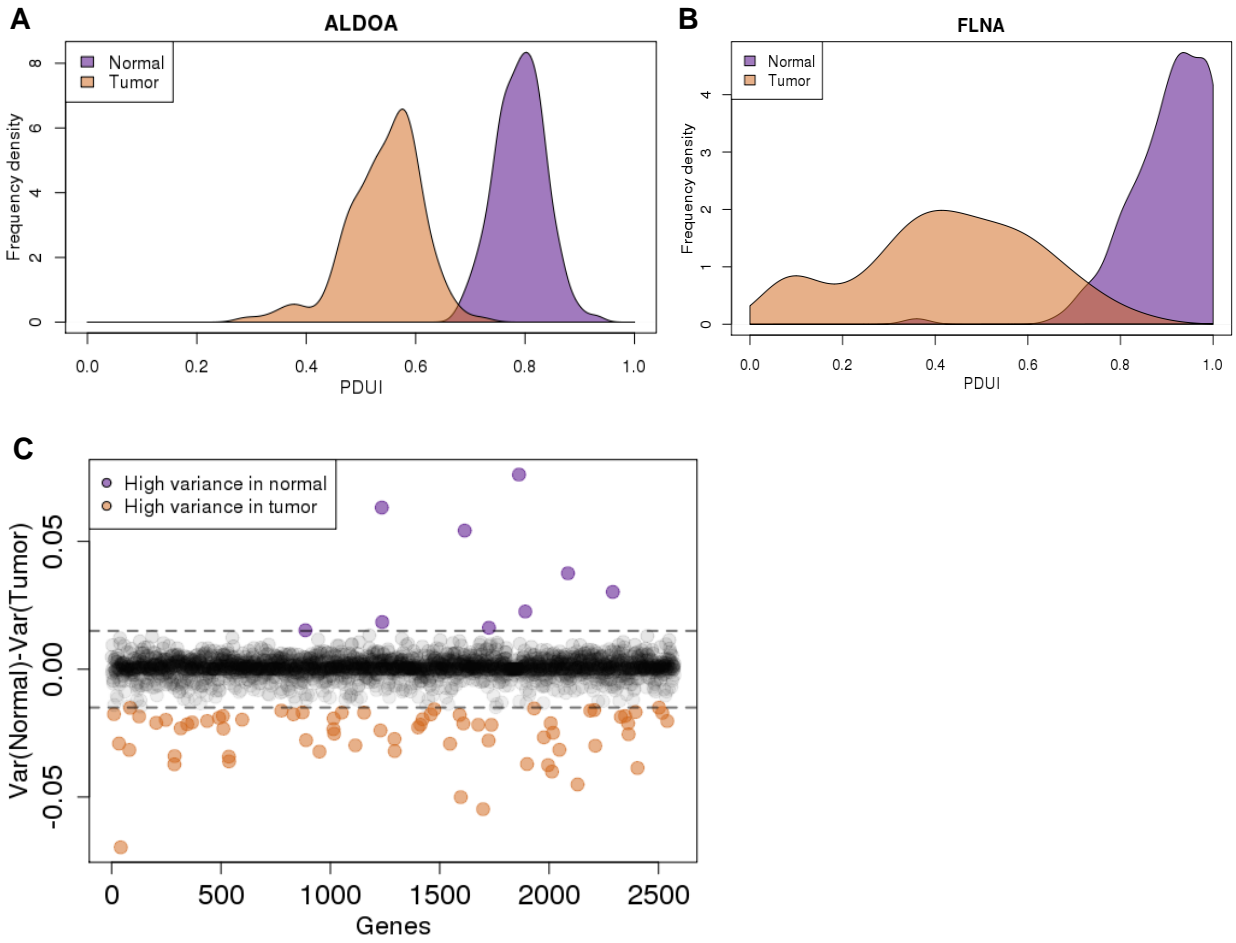 A
ALDOA
Normal
Tumor
Frequency density
0
2
4
6
8
0.0
0.2
0.4
0.6
0.8
1.0
PDUI
B
FLNA
Normal
Tumor
Frequency density
0
1
2
3
4
0.0
0.2
0.4
0.6
0.8
1.0
PDUI
C
High variance in normal
High variance in tumor
Var(Normal)-Var(Tumor)
-0.05
0.00
0.05
0
500
1000
1500
2000
2500
Genes